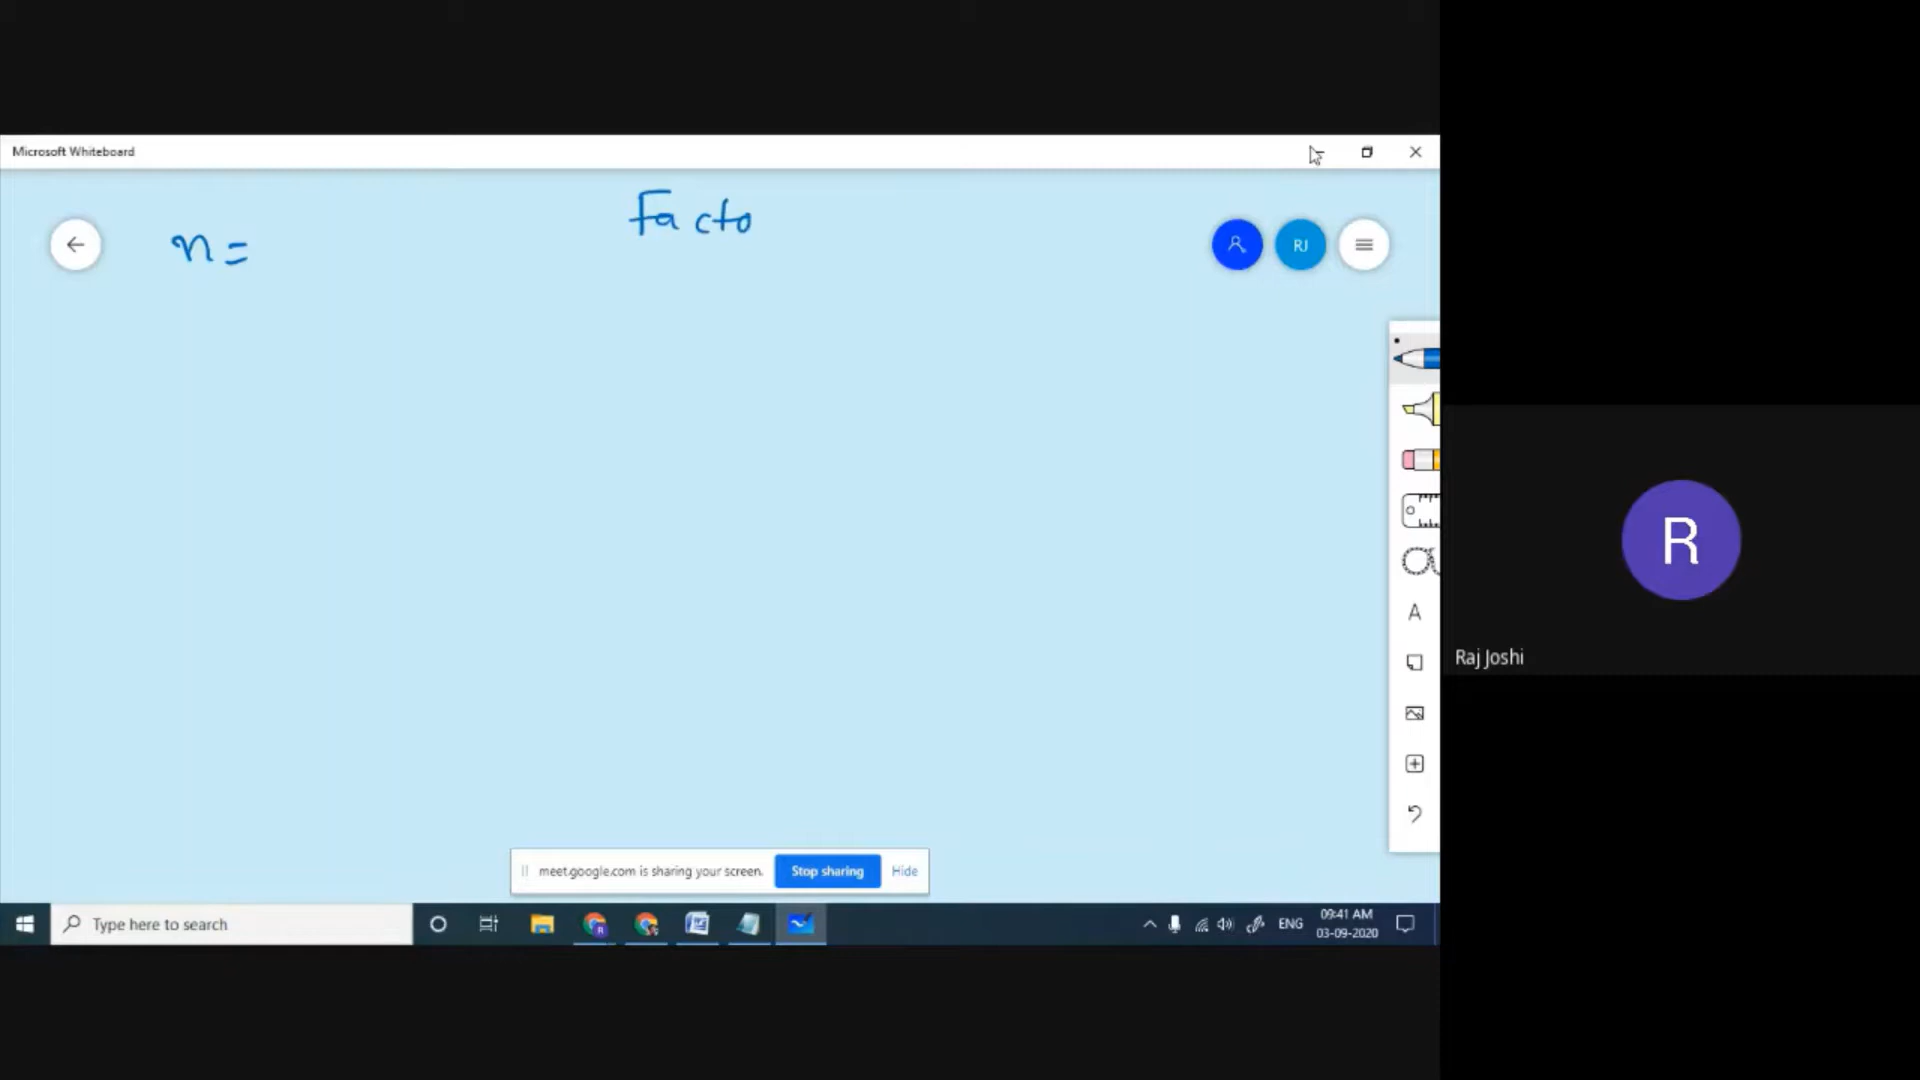 Microsoft Whiteboard
Facto
n =
RJ
A
R
Raj Joshi
meet.google.com is sharing your screen.
Stop sharing
Hide
Type here to search
ENG
09:41 AM
03-09-2020